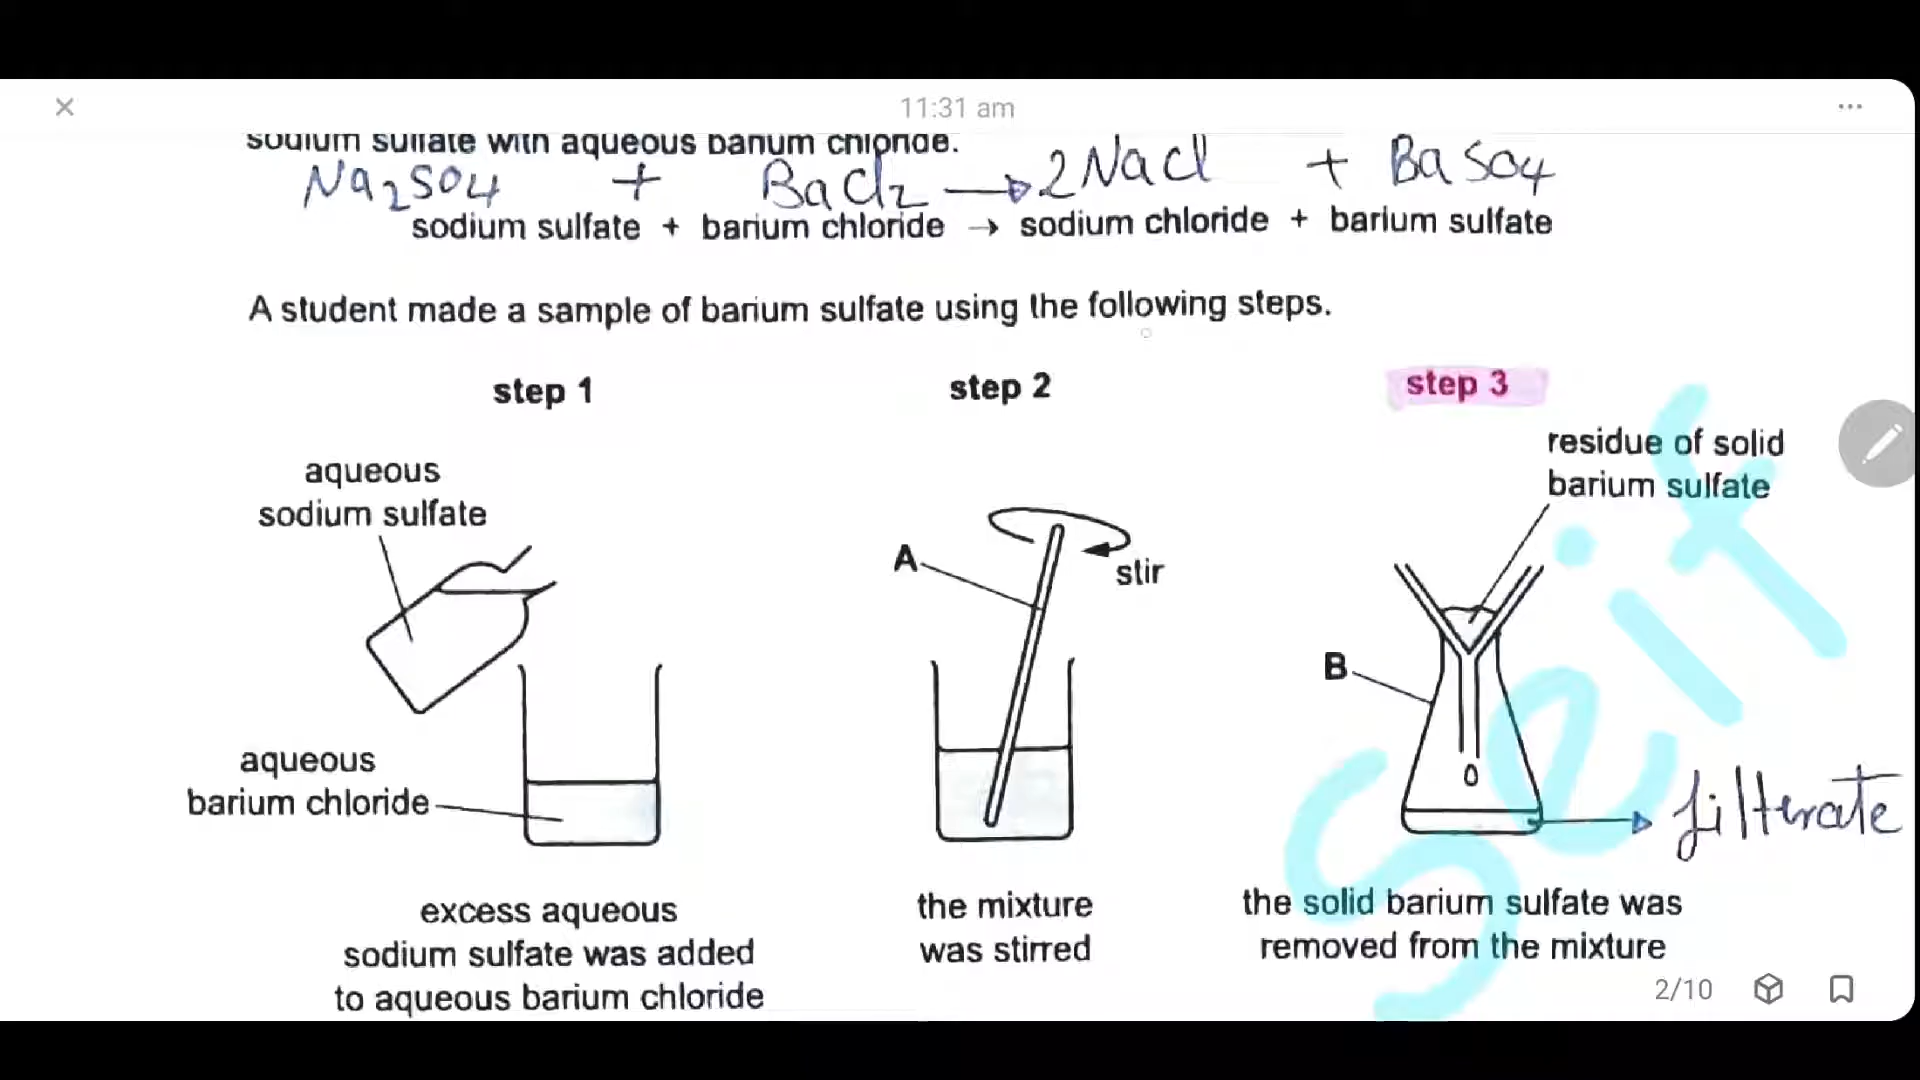 11:31 am
sodium sulfate with aqueous barium chloride.
Na2SO4 + BaCl2 → 2NaCl + BaSO4
sodium sulfate + barium chloride → sodium chloride + barium sulfate
A student made a sample of barium sulfate using the following steps.
step 1
aqueous
sodium sulfate
aqueous
barium chloride
excess aqueous
sodium sulfate was added
to aqueous barium chloride
step 2
A
stir
the mixture
was stirred
step 3
residue of solid
barium sulfate
B
filterate
the solid barium sulfate was
removed from the mixture
Seif
2/10